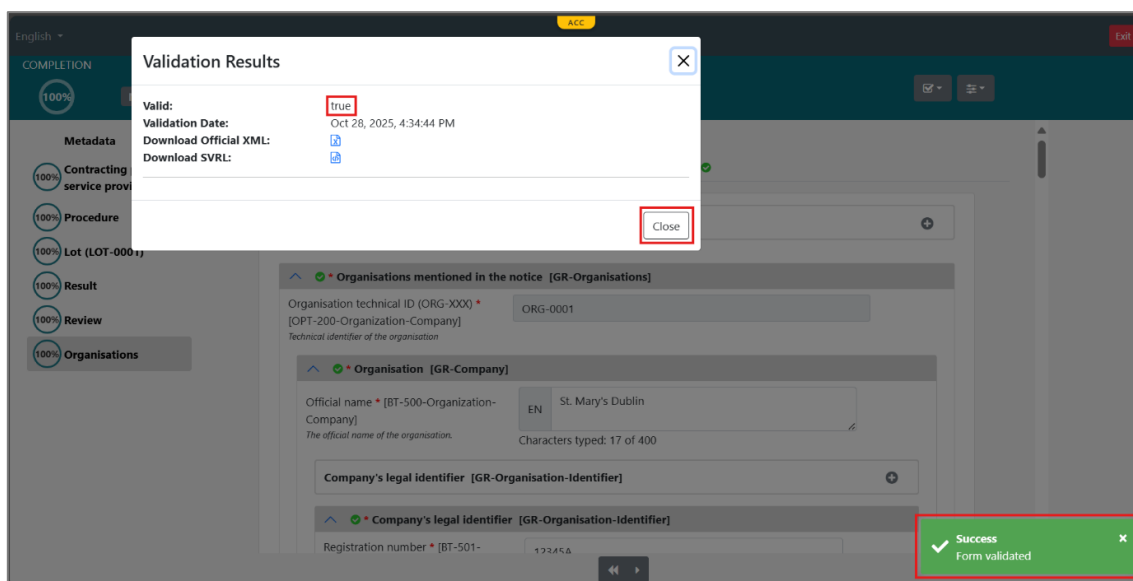 ACC
English
Exit
COMPLETION
100%
Validation Results
Valid: true
Validation Date: Oct 28, 2025, 4:34:44 PM
Download Official XML:
Download SVRL:
Close
Metadata
100% Contracting
service provi
100% Procedure
100% Lot (LOT-0001)
100% Result
100% Review
100% Organisations
* Organisations mentioned in the notice [GR-Organisations]
Organisation technical ID (ORG-XXX) * ORG-0001
[OPT-200-Organization-Company]
Technical identifier of the organisation
* Organisation [GR-Company]
Official name * [BT-500-Organization- EN St. Mary's Dublin
Company]
The official name of the organisation.
Characters typed: 17 of 400
Company's legal identifier [GR-Organisation-Identifier]
* Company's legal identifier [GR-Organisation-Identifier]
Registration number * [BT-501- 12345A
Success
Form validated